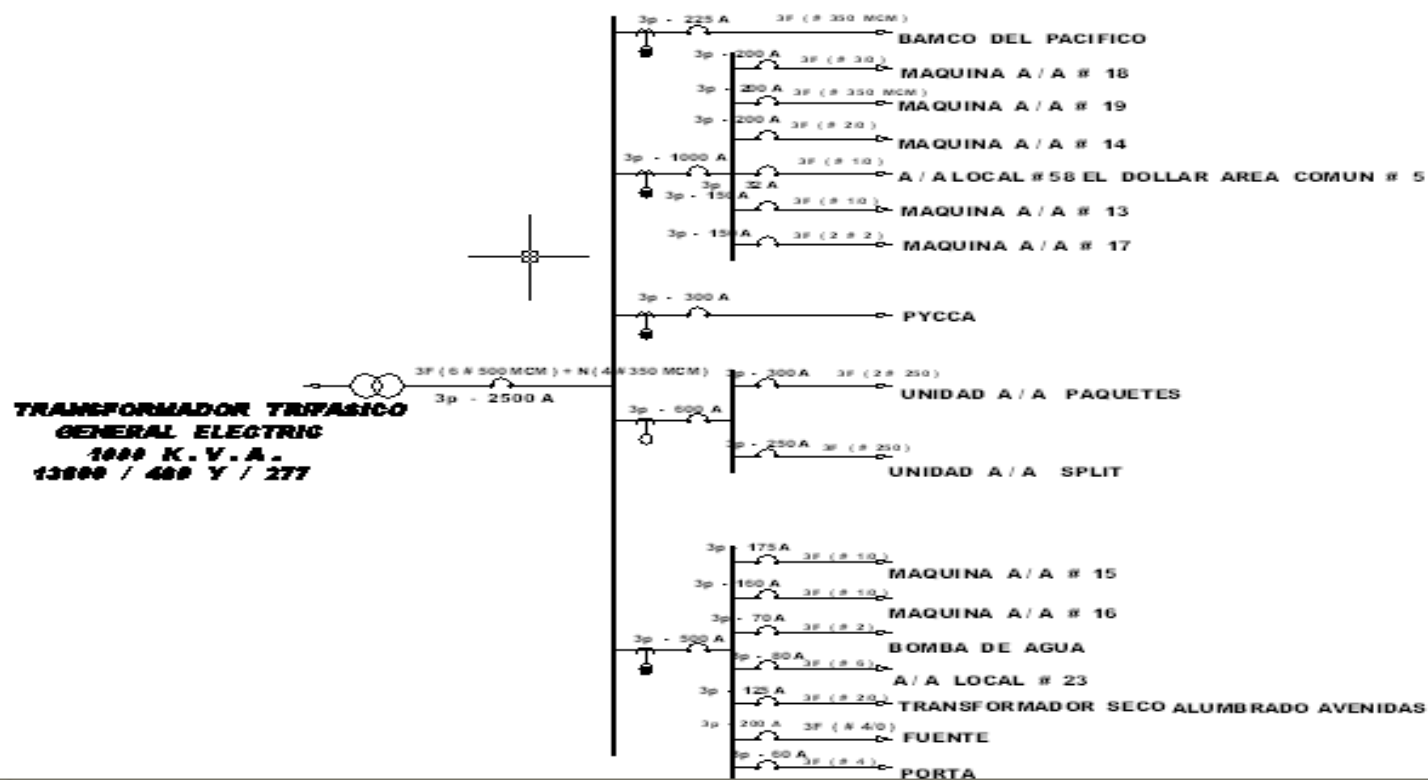 3p - 225 A 3F ( # 350 MCM)
BAMCO DEL PACIFICO
3p - 200 A 3F ( # 3/0)
MAQUINA A / A # 18
3p - 200 A 3F ( # 350 MCM)
MAQUINA A / A # 19
3p - 200 A 3F ( # 2/0)
MAQUINA A / A # 14
3p - 1000 A 3F ( # 1/0)
A / A LOCAL # 58 EL DOLLAR AREA COMUN # 5
3p - 32 A
3p - 150 A 3F ( # 1/0)
MAQUINA A / A # 13
3p - 150 A 3F ( 2 # 2 )
MAQUINA A / A # 17
3p - 300 A
PYCCA
3F ( 6 # 500 MCM ) + N( 4 # 350 MCM)
3p - 2500 A
TRANSFORMADOR TRIFASICO
GENERAL ELECTRIC
1000 K . V . A .
13800 / 480 Y / 277
3p - 300 A 3F ( 2 # 250 )
UNIDAD A / A PAQUETES
3p - 600 A
3p - 250 A 3F ( # 250 )
UNIDAD A / A SPLIT
3p - 175 A 3F ( # 1/0)
MAQUINA A / A # 15
3p - 160 A 3F ( # 1/0)
MAQUINA A / A # 16
3p - 70 A 3F ( # 2 )
BOMBA DE AGUA
3p - 500 A
3p - 80 A 3F ( # 6 )
A / A LOCAL # 23
3p - 125 A 3F ( # 2/0)
TRANSFORMADOR SECO ALUMBRADO AVENIDAS
3p - 200 A 3F ( # 4/0)
FUENTE
3p - 60 A 3F ( # 4 )
PORTA